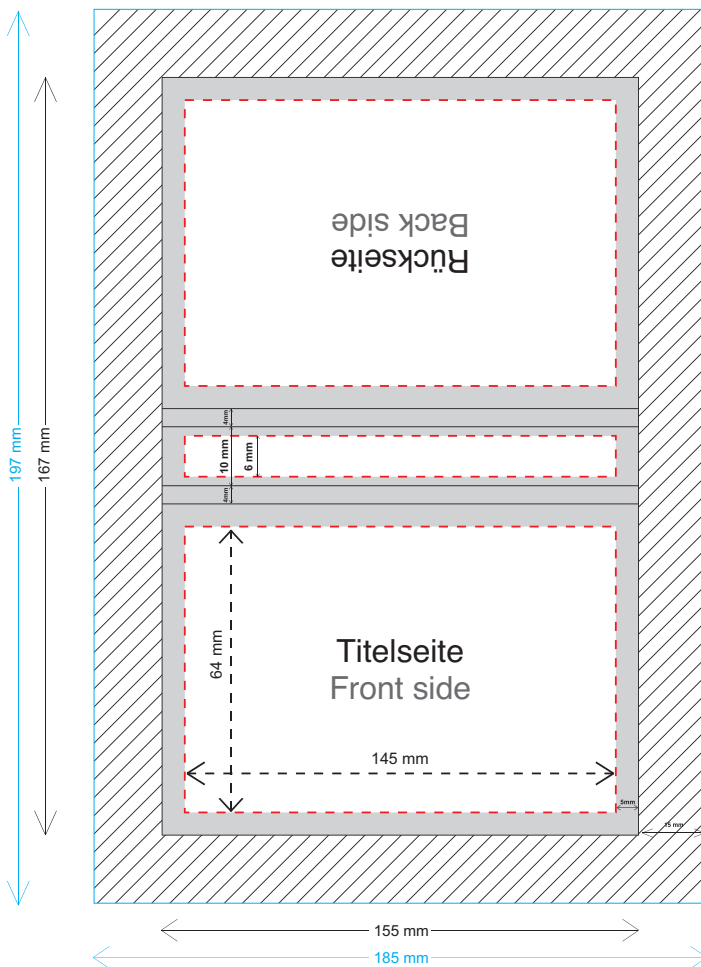 Back side
Rückseite
197 mm
167 mm
4mm
10 mm
6 mm
4mm
64 mm
Titelseite
Front side
145 mm
5mm
15 mm
155 mm
185 mm